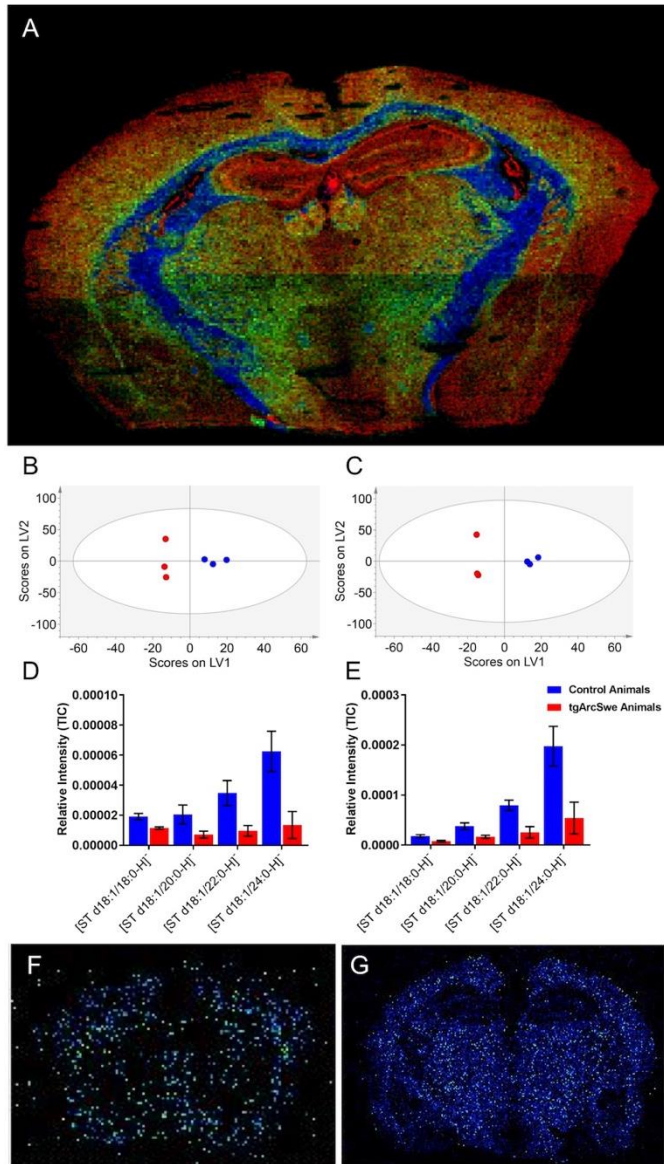 A
B
C
100
50
0
-50
-100
Scores on LV2
-60
-40
-20
0
20
40
60
Scores on LV1
100
50
0
-50
-100
Scores on LV2
-60
-40
-20
0
20
40
60
Scores on LV1
D
E
0.00010
0.00008
0.00006
0.00004
0.00002
0.00000
Relative Intensity (TIC)
[ST d18:1/18:0-H]⁻
[ST d18:1/20:0-H]⁻
[ST d18:1/22:0-H]⁻
[ST d18:1/24:0-H]⁻
0.0003
0.0002
0.0001
0.0000
Relative Intensity (TIC)
Control Animals
tgArcSwe Animals
[ST d18:1/18:0-H]⁻
[ST d18:1/20:0-H]⁻
[ST d18:1/22:0-H]⁻
[ST d18:1/24:0-H]⁻
F
G